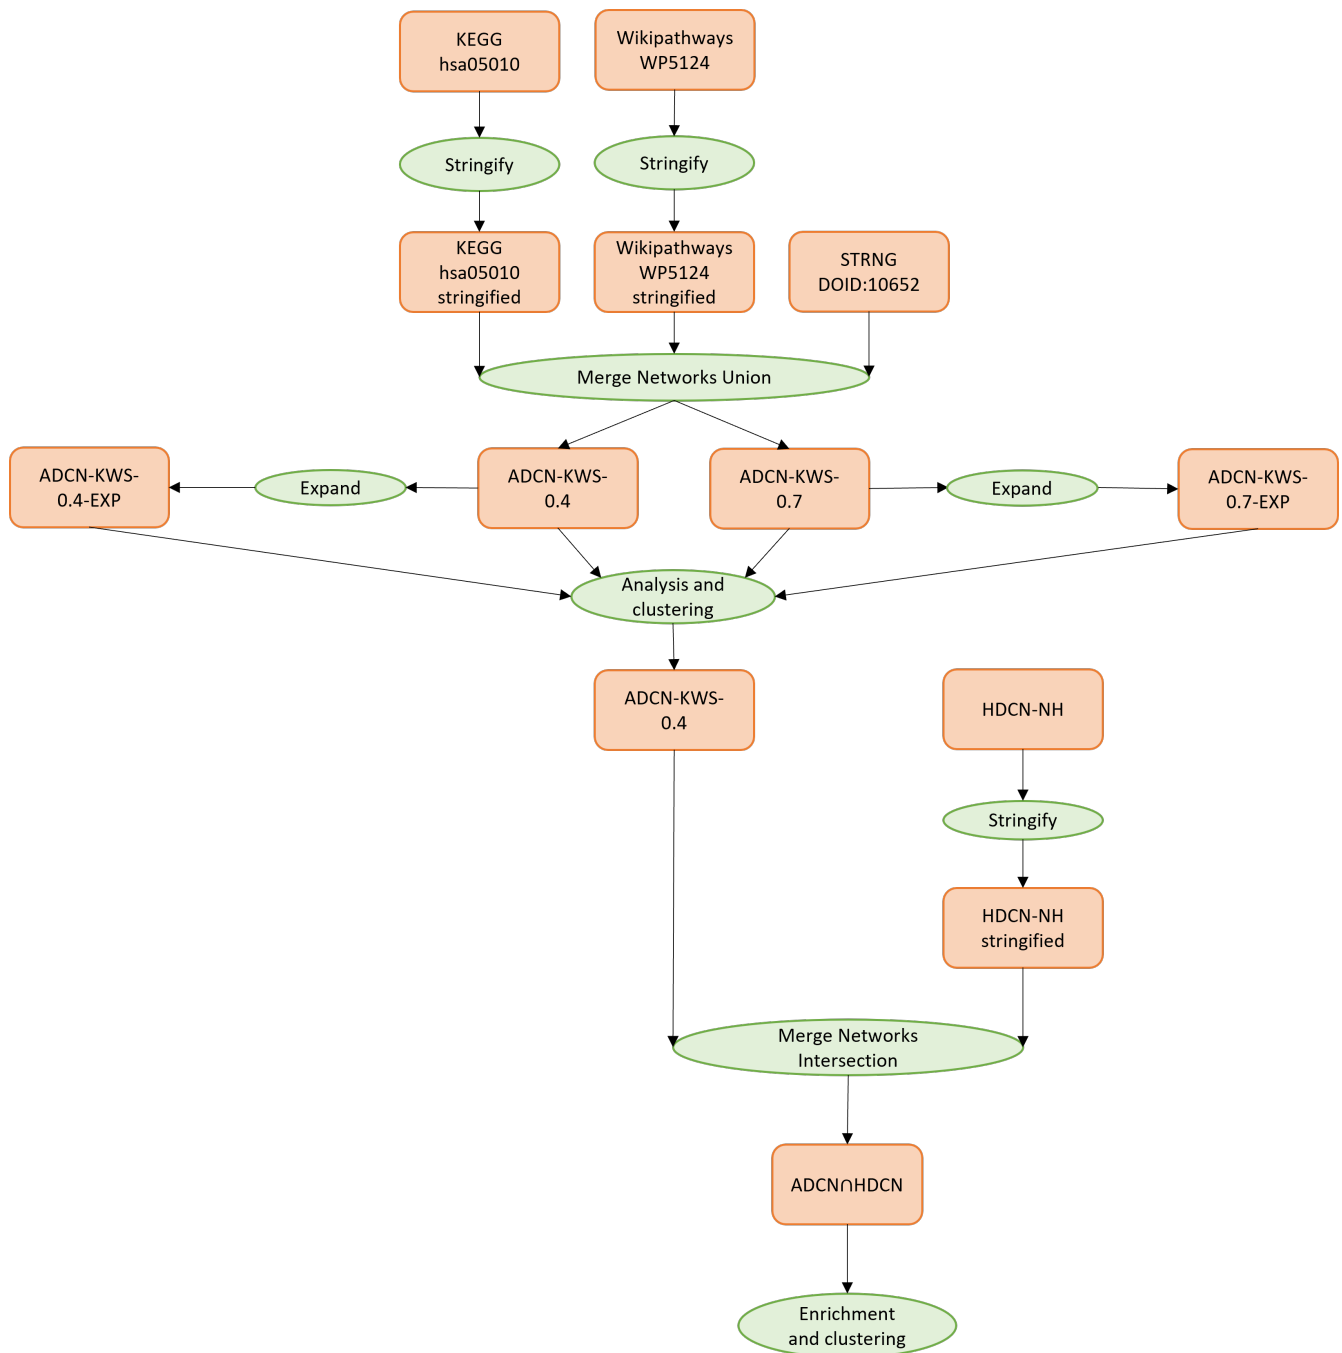 KEGG
hsa05010
Wikipathways
WP5124
Stringify
Stringify
KEGG
hsa05010
stringified
Wikipathways
WP5124
stringified
STRNG
DOID:10652
Merge Networks Union
ADCN-KWS-
0.4-EXP
Expand
ADCN-KWS-
0.4
ADCN-KWS-
0.7
Expand
ADCN-KWS-
0.7-EXP
Analysis and
clustering
ADCN-KWS-
0.4
HDCN-NH
Stringify
HDCN-NH
stringified
Merge Networks
Intersection
ADCN∩HDCN
Enrichment
and clustering